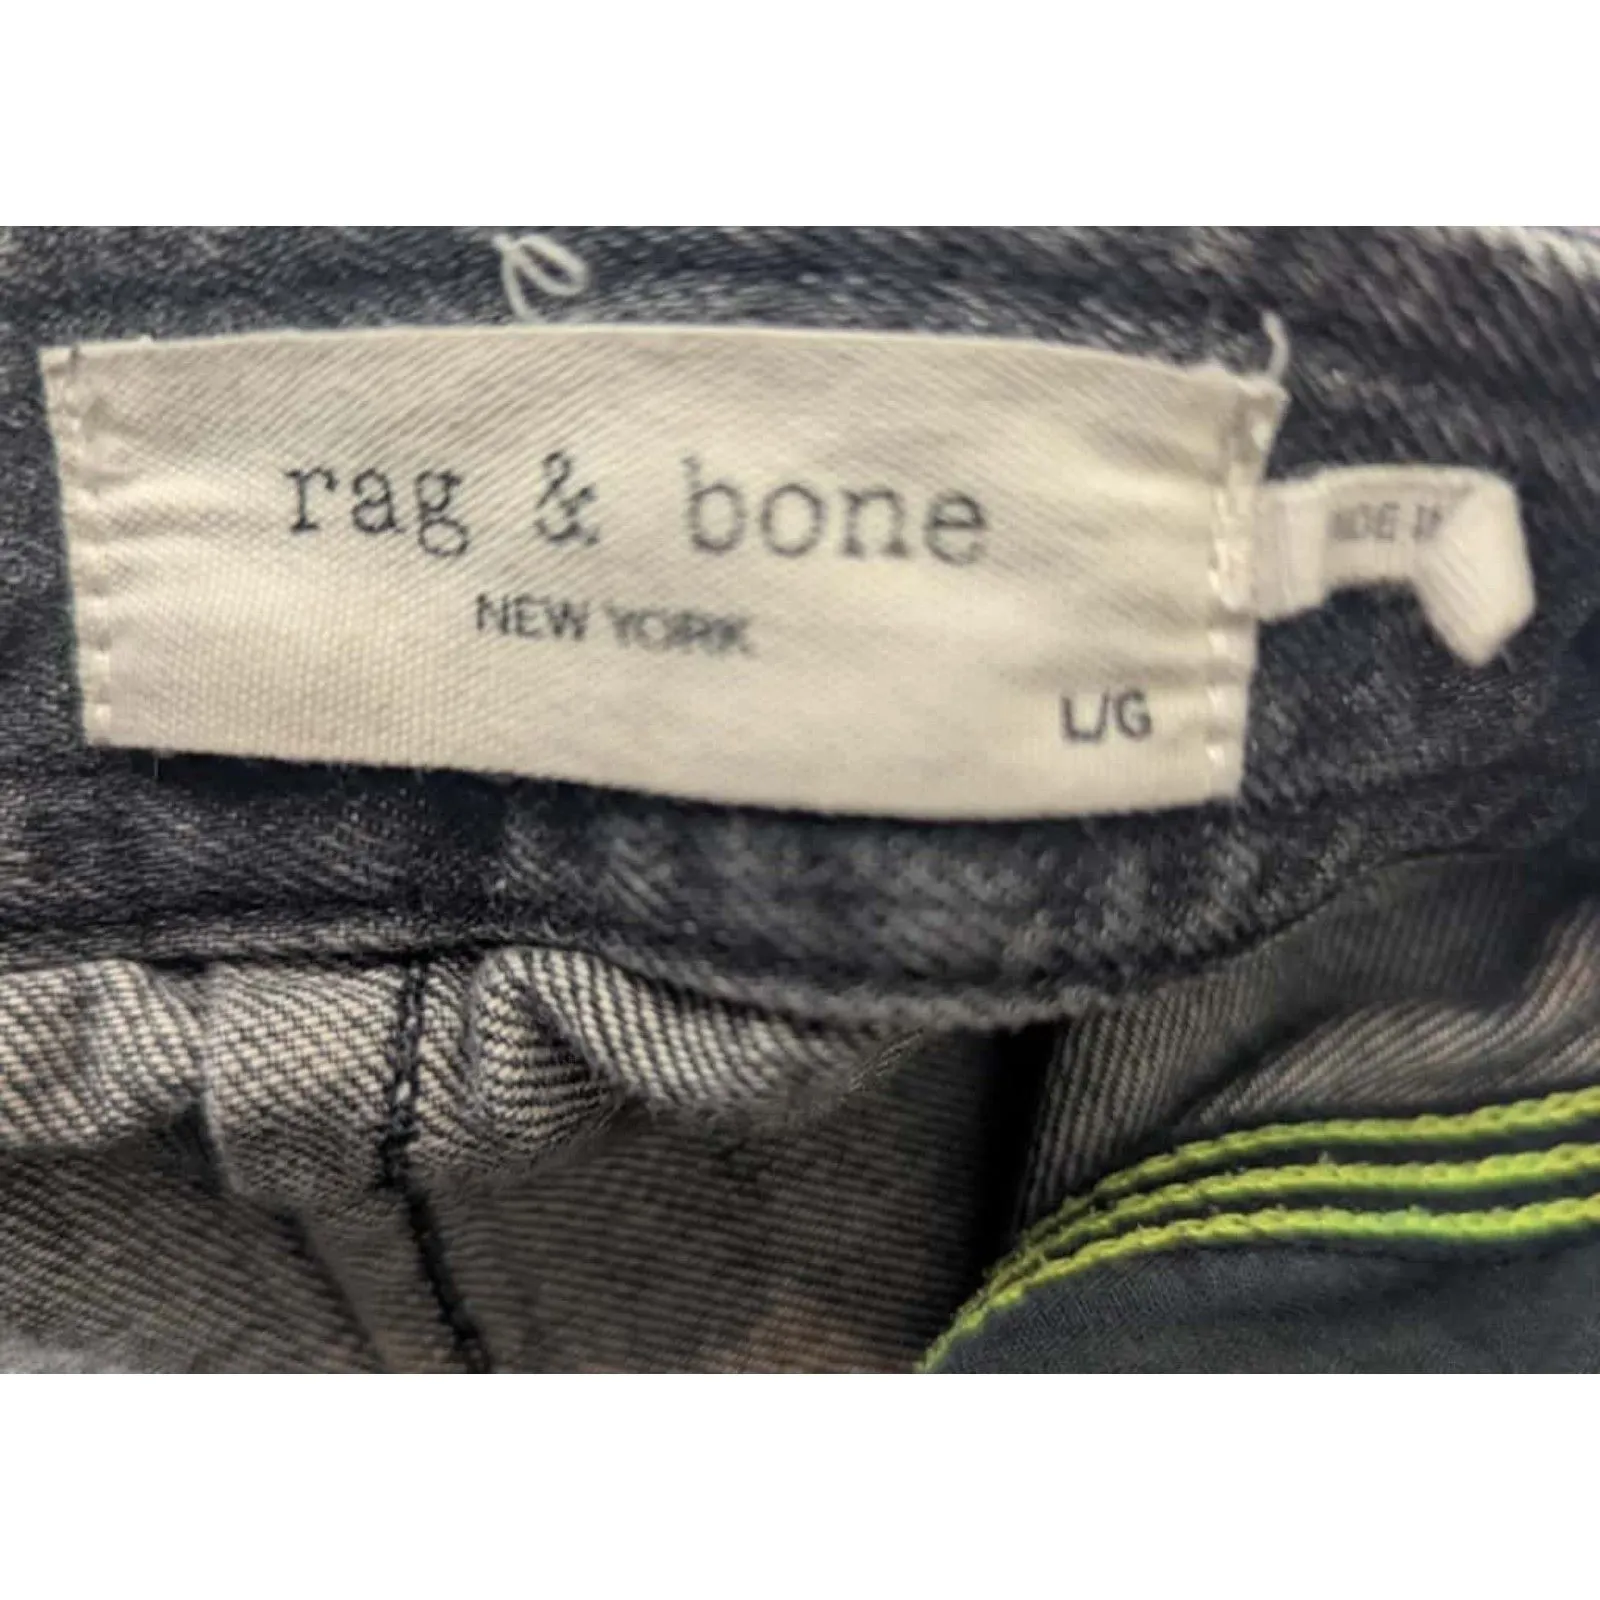 rag & bone
NEW YORK
L/G